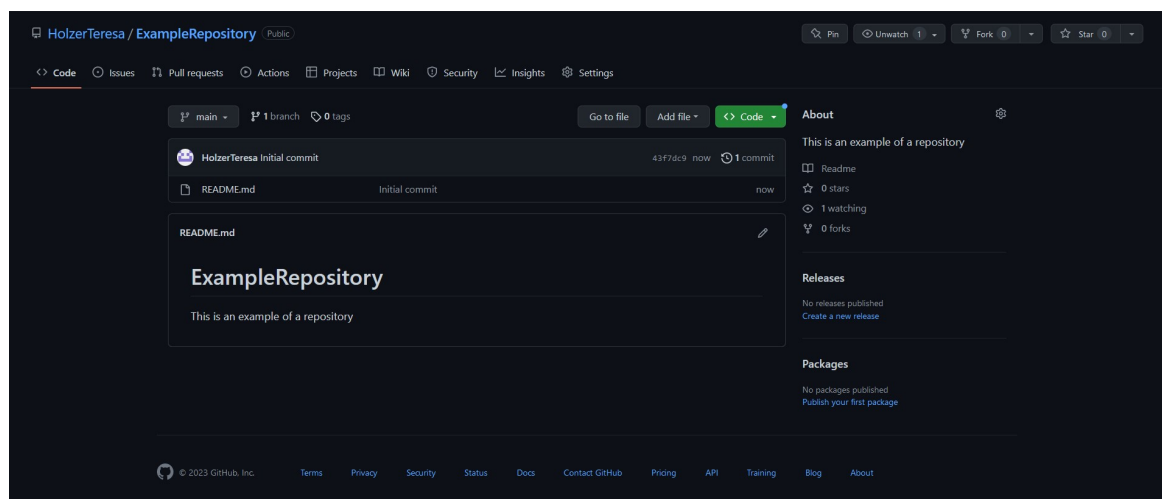 HolzerTeresa / ExampleRepository Public
Pin Unwatch 1 Fork 0 Star 0
<> Code Issues Pull requests Actions Projects Wiki Security Insights Settings
main 1 branch 0 tags Go to file Add file <> Code
HolzerTeresa Initial commit 43f7dc9 now 1 commit
README.md Initial commit now
README.md
ExampleRepository
This is an example of a repository
About
This is an example of a repository
Readme
0 stars
1 watching
0 forks
Releases
No releases published
Create a new release
Packages
No packages published
Publish your first package
© 2023 GitHub, Inc. Terms Privacy Security Status Docs Contact GitHub Pricing API Training Blog About